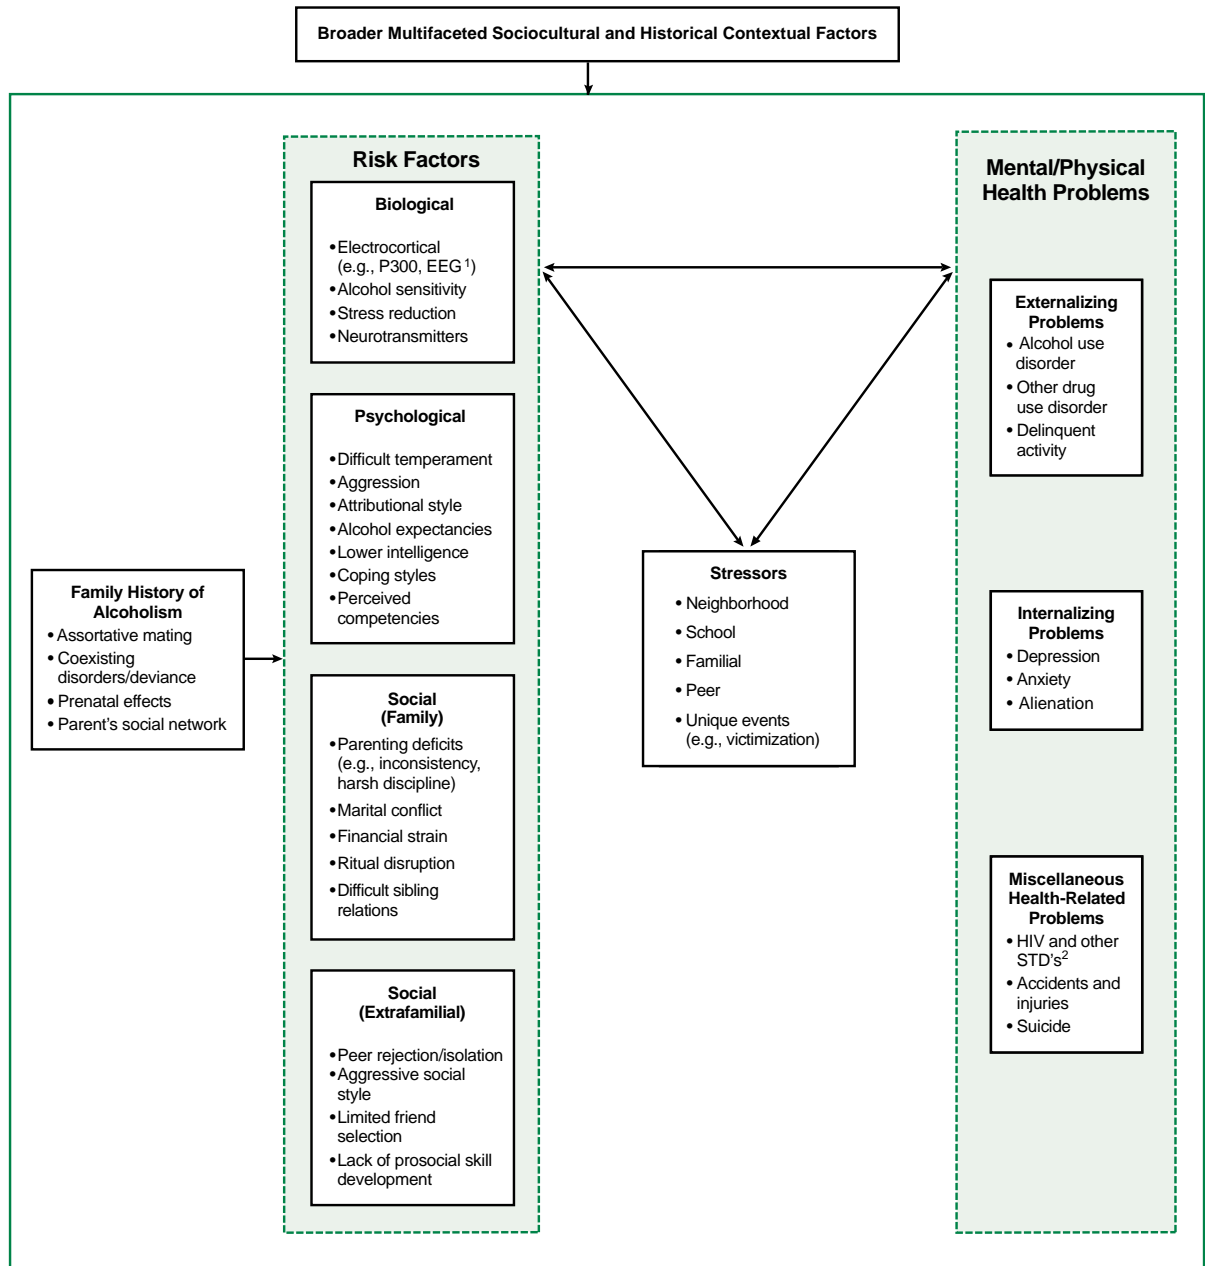 Broader Multifaceted Sociocultural and Historical Contextual Factors
Risk Factors
Biological
• Electrocortical
(e.g., P300, EEG¹)
• Alcohol sensitivity
• Stress reduction
• Neurotransmitters
Psychological
• Difficult temperament
• Aggression
• Attributional style
• Alcohol expectancies
• Lower intelligence
• Coping styles
• Perceived
competencies
Family History of
Alcoholism
• Assortative mating
• Coexisting
disorders/deviance
• Prenatal effects
• Parent's social network
Social
(Family)
• Parenting deficits
(e.g., inconsistency,
harsh discipline)
• Marital conflict
• Financial strain
• Ritual disruption
• Difficult sibling
relations
Social
(Extrafamilial)
• Peer rejection/isolation
• Aggressive social
style
• Limited friend
selection
• Lack of prosocial skill
development
Stressors
• Neighborhood
• School
• Familial
• Peer
• Unique events
(e.g., victimization)
Mental/Physical
Health Problems
Externalizing
Problems
• Alcohol use
disorder
• Other drug
use disorder
• Delinquent
activity
Internalizing
Problems
• Depression
• Anxiety
• Alienation
Miscellaneous
Health-Related
Problems
• HIV and other
STD's²
• Accidents and
injuries
• Suicide